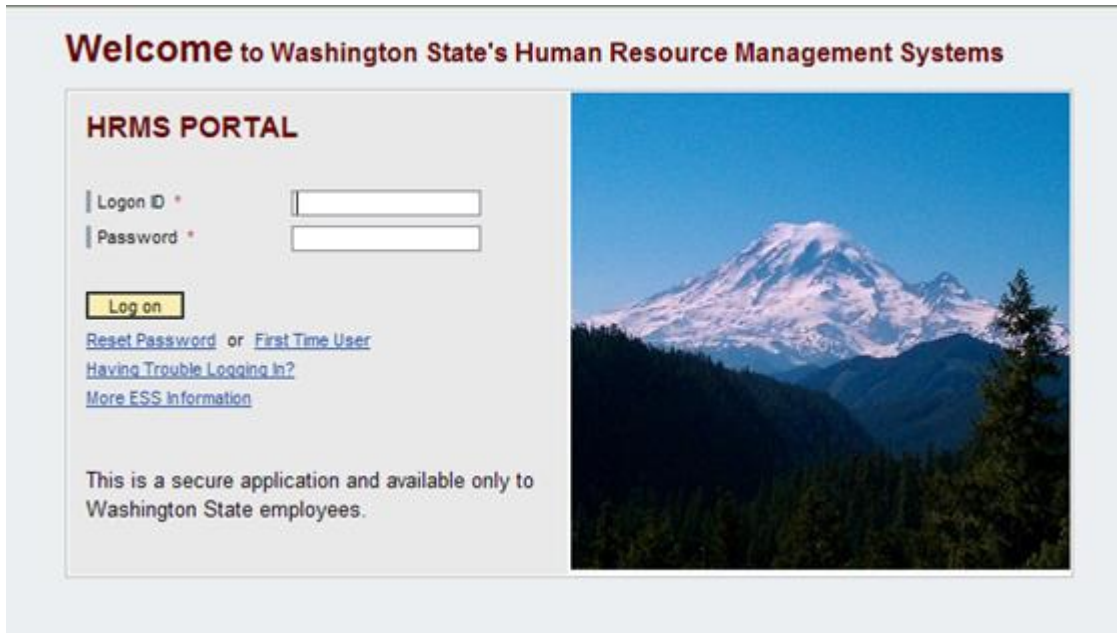 Welcome to Washington State's Human Resource Management Systems
HRMS PORTAL
Logon ID *
Password *
Log on
Reset Password or First Time User
Having Trouble Logging In?
More ESS Information
This is a secure application and available only to
Washington State employees.